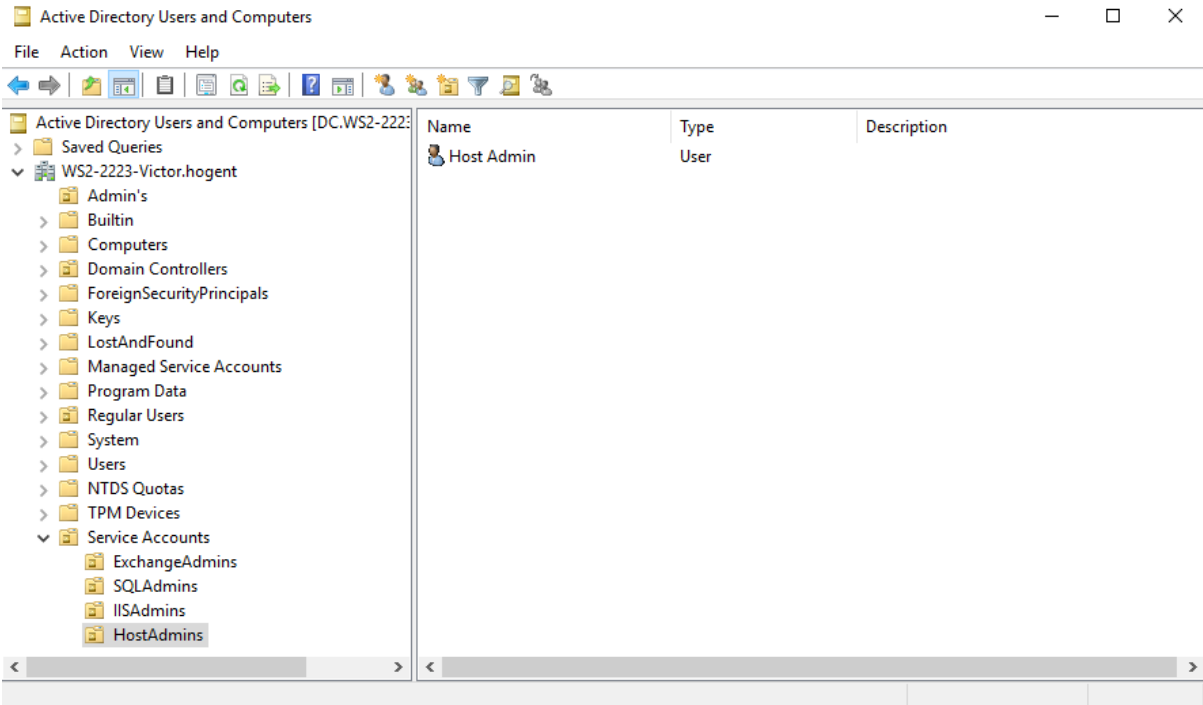 Active Directory Users and Computers
File Action View Help
Active Directory Users and Computers [DC.WS2-2223
Saved Queries
WS2-2223-Victor.hogent
Admin's
Builtin
Computers
Domain Controllers
ForeignSecurityPrincipals
Keys
LostAndFound
Managed Service Accounts
Program Data
Regular Users
System
Users
NTDS Quotas
TPM Devices
Service Accounts
ExchangeAdmins
SQLAdmins
IISAdmins
HostAdmins
Name Type Description
Host Admin User